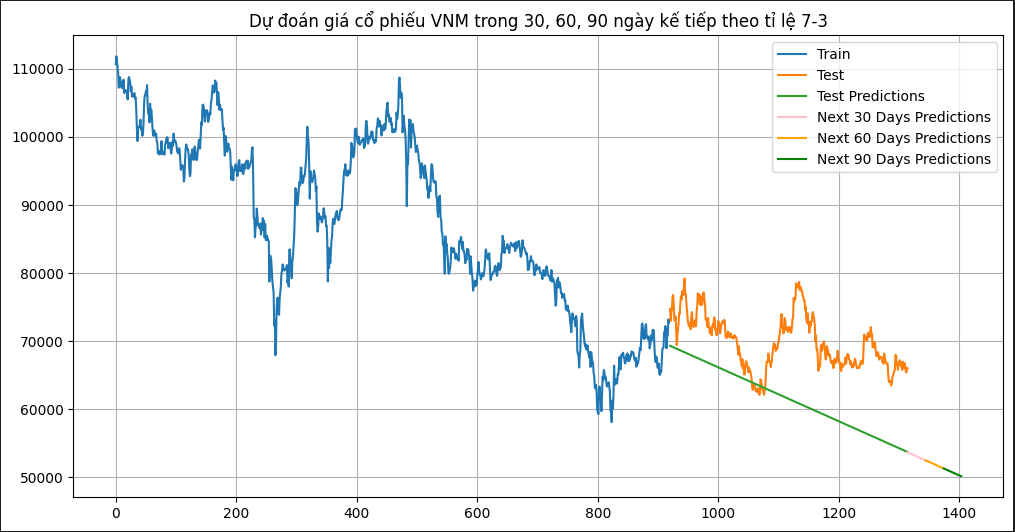 Dự đoán giá cổ phiếu VNM trong 30, 60, 90 ngày kế tiếp theo tỉ lệ 7-3
Train
Test
Test Predictions
Next 30 Days Predictions
Next 60 Days Predictions
Next 90 Days Predictions
110000
100000
90000
80000
70000
60000
50000
0 200 400 600 800 1000 1200 1400